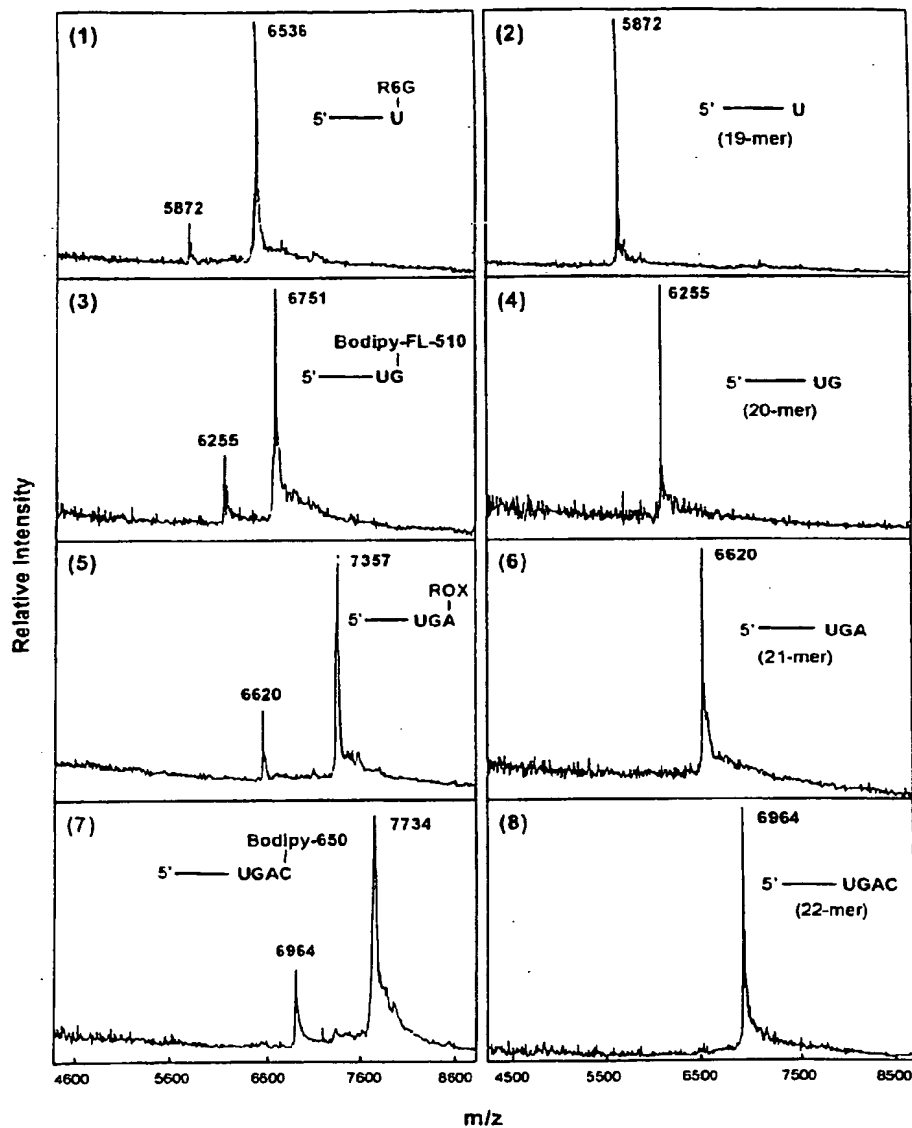 (1)
6536
R6G
5' U
5872
(2)
5872
5' U
(19-mer)
(3)
6751
Bodipy-FL-510
5' UG
6255
(4)
6255
5' UG
(20-mer)
(5)
7357
ROX
5' UGA
6620
(6)
6620
5' UGA
(21-mer)
(7)
7734
Bodipy-650
5' UGAC
6964
(8)
6964
5' UGAC
(22-mer)
Relative Intensity
4600 5600 6600 7600 8600
4500 5500 6500 7500 8500
m/z